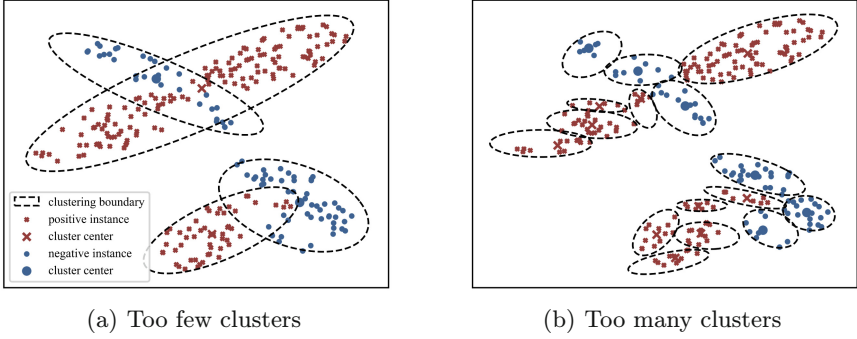 clustering boundary
positive instance
cluster center
negative instance
cluster center
(a) Too few clusters
(b) Too many clusters